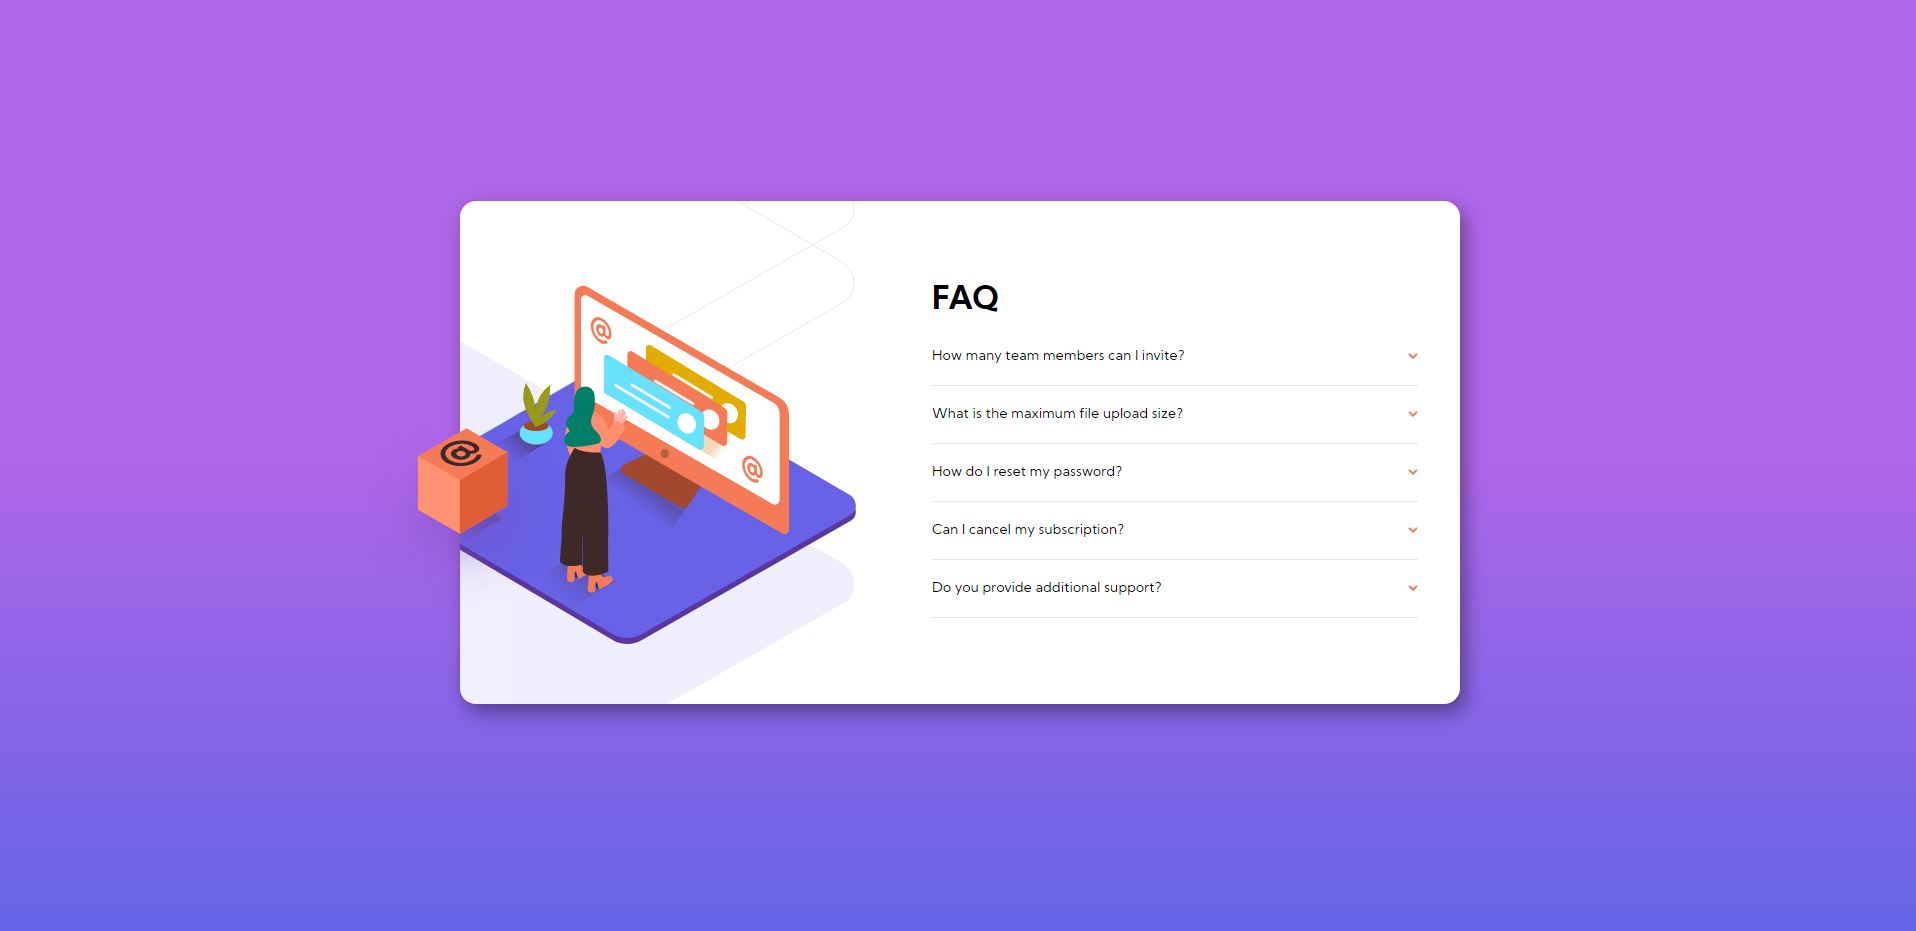 FAQ
How many team members can I invite?
What is the maximum file upload size?
How do I reset my password?
Can I cancel my subscription?
Do you provide additional support?
@
@
@